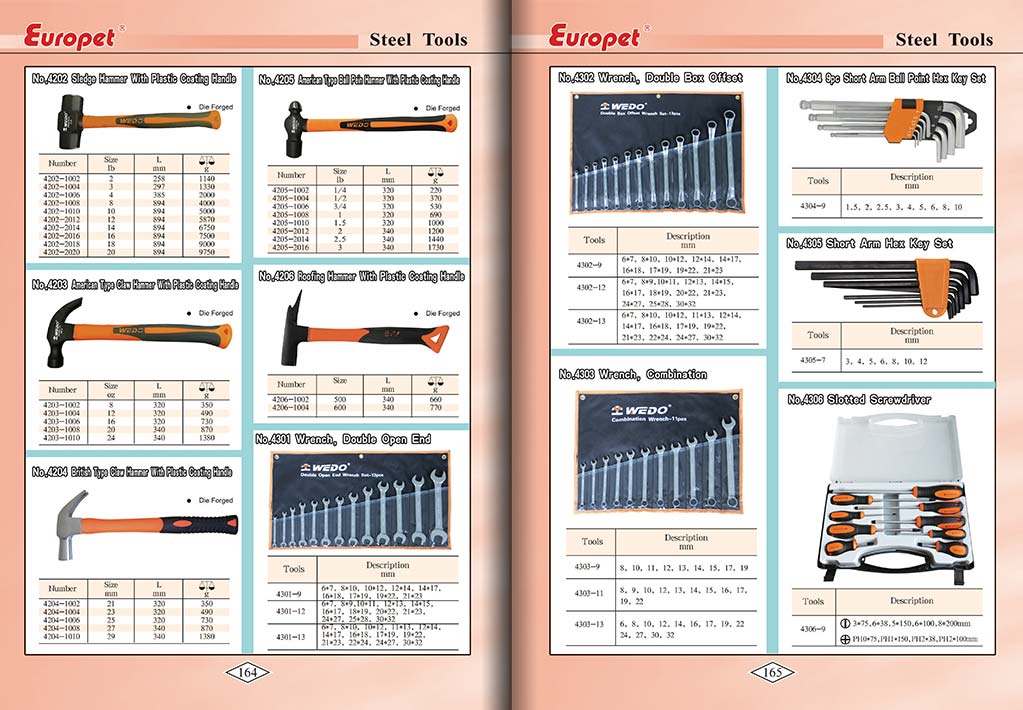 Europet®
Steel Tools
No,4202 Sledge Hammer With Plastic Coating Handle
WEDO
Die Forged
Number Size lb L mm g
4202-1002 2 258 1140
4202-1004 3 297 1330
4202-1006 4 385 2000
4202-1008 8 894 4000
4202-1010 10 894 5000
4202-2012 12 894 5870
4202-2014 14 894 6750
4202-2016 16 894 7500
4202-2018 18 894 9000
4202-2020 20 894 9750
No,4203 American Type Claw Hammer With Plastic Coating Handle
WEDO
Die Forged
Number Size oz L mm g
4203-1002 8 320 350
4203-1004 12 320 490
4203-1006 16 320 730
4203-1008 20 340 870
4203-1010 24 340 1380
No,4204 British Type Claw Hammer With Plastic Coating Handle
Die Forged
Number Size mm L mm g
4204-1002 21 320 350
4204-1004 23 320 490
4204-1006 25 320 730
4204-1008 27 340 870
4204-1010 29 340 1380
No,4205 American Type Ball Pein Hammer With Plastic Coating Handle
WEDO
Die Forged
Number Size lb L mm g
4205-1002 1/4 320 220
4205-1004 1/2 320 370
4205-1006 3/4 320 530
4205-1008 1 320 690
4205-2010 1.5 320 1000
4205-2012 2 340 1200
4205-2014 2.5 340 1440
4205-2016 3 340 1730
No,4206 Roofing Hammer With Plastic Coating Handle
Die Forged
Number Size L mm g
4206-1002 500 340 660
4206-1004 600 340 770
No,4301 Wrench, Double Open End
WEDO®
Double Open End Wrench Set-13pcs
Tools Description mm
4301-9 6*7, 8*10, 10*12, 12*14, 14*17,
16*18, 17*19, 19*22, 21*23
4301-12 6*7, 8*9,10*11, 12*13, 14*15,
16*17, 18*19, 20*22, 21*23,
24*27, 25*28, 30*32
4301-13 6*7, 8*10, 10*12, 11*13, 12*14,
14*17, 16*18, 17*19, 19*22,
21*23, 22*24, 24*27, 30*32
164
Europet®
Steel Tools
No,4302 Wrench, Double Box Offset
WEDO®
Double Box Offset Wrench Set-13pcs
Tools Description mm
4302-9 6*7, 8*10, 10*12, 12*14, 14*17,
16*18, 17*19, 19*22, 21*23
4302-12 6*7, 8*9,10*11, 12*13, 14*15,
16*17, 18*19, 20*22, 21*23,
24*27, 25*28, 30*32
4302-13 6*7, 8*10, 10*12, 11*13, 12*14,
14*17, 16*18, 17*19, 19*22,
21*23, 22*24, 24*27, 30*32
No,4303 Wrench, Combination
WEDO®
Combination Wrench-11pcs
Tools Description mm
4303-9 8, 10, 11, 12, 13, 14, 15, 17, 19
4303-11 8, 9, 10, 12, 13, 14, 15, 16, 17,
19, 22
4303-13 6, 8, 10, 12, 14, 16, 17, 19, 22
24, 27, 30, 32
No,4304 9pc Short Arm Ball Point Hex Key Set
Tools Description mm
4304-9 1.5, 2, 2.5, 3, 4, 5, 6, 8, 10
No,4305 Short Arm Hex Key Set
Tools Description mm
4305-7 3, 4, 5, 6, 8, 10, 12
No,4306 Slotted Screwdriver
Tools Description
4306-9 3*75, 6*38, 5*150, 6*100, 8*200mm
PH0*75, PH1*150, PH2*38, PH2*100mm
165